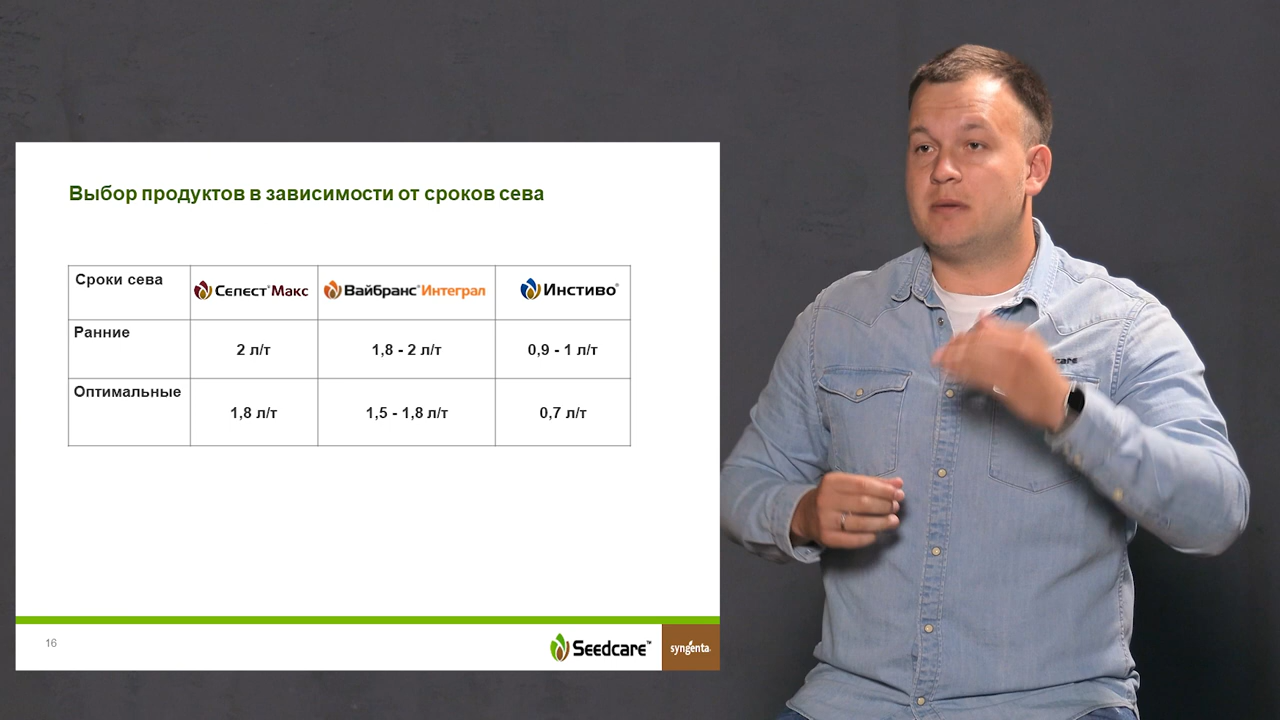 Выбор продуктов в зависимости от сроков сева
Сроки сева
Селест® Макс
Вайбранс® Интеграл
Инстиво®
Ранние
2 л/т
1,8 - 2 л/т
0,9 - 1 л/т
Оптимальные
1,8 л/т
1,5 - 1,8 л/т
0,7 л/т
16
Seedcare™
syngenta